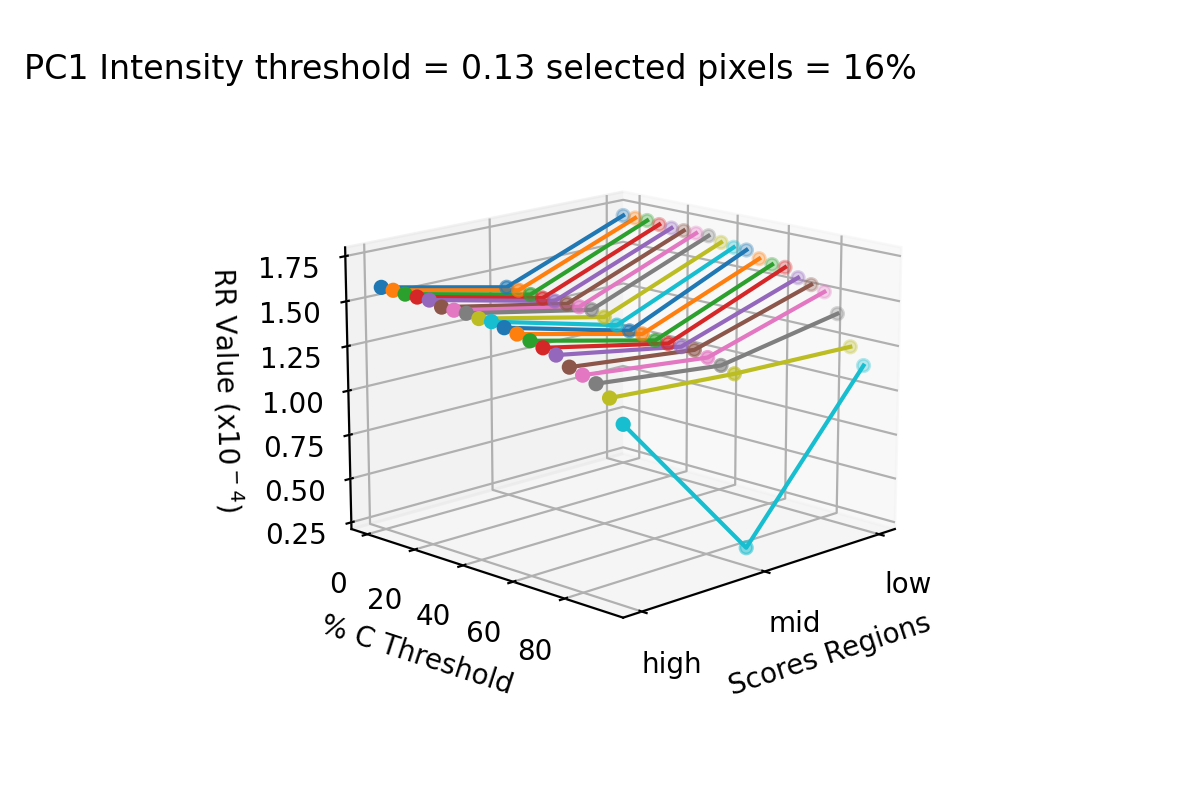 PC1 Intensity threshold = 0.13 selected pixels = 16%
RR Value (x10⁻⁴)
1.75
1.50
1.25
1.00
0.75
0.50
0.25
0
20
40
60
80
% C Threshold
high
mid
low
Scores Regions